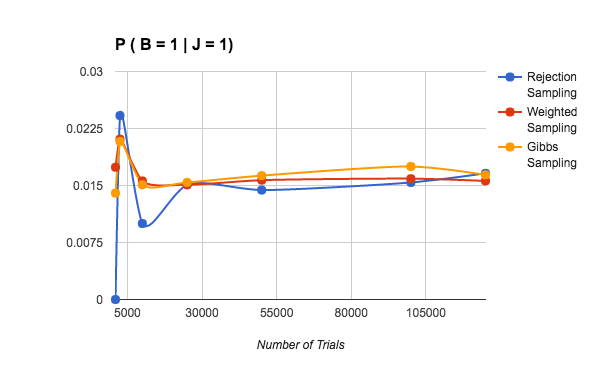 P ( B = 1 | J = 1)
0.03
0.0225
0.015
0.0075
0
5000 30000 55000 80000 105000
Number of Trials
Rejection
Sampling
Weighted
Sampling
Gibbs
Sampling